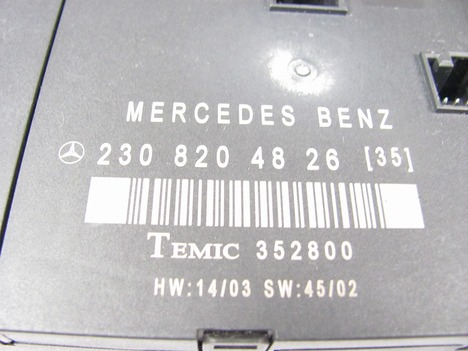 MERCEDES BENZ
230 820 48 26 [35]
TEMIC 352800
HW:14/03 SW:45/02